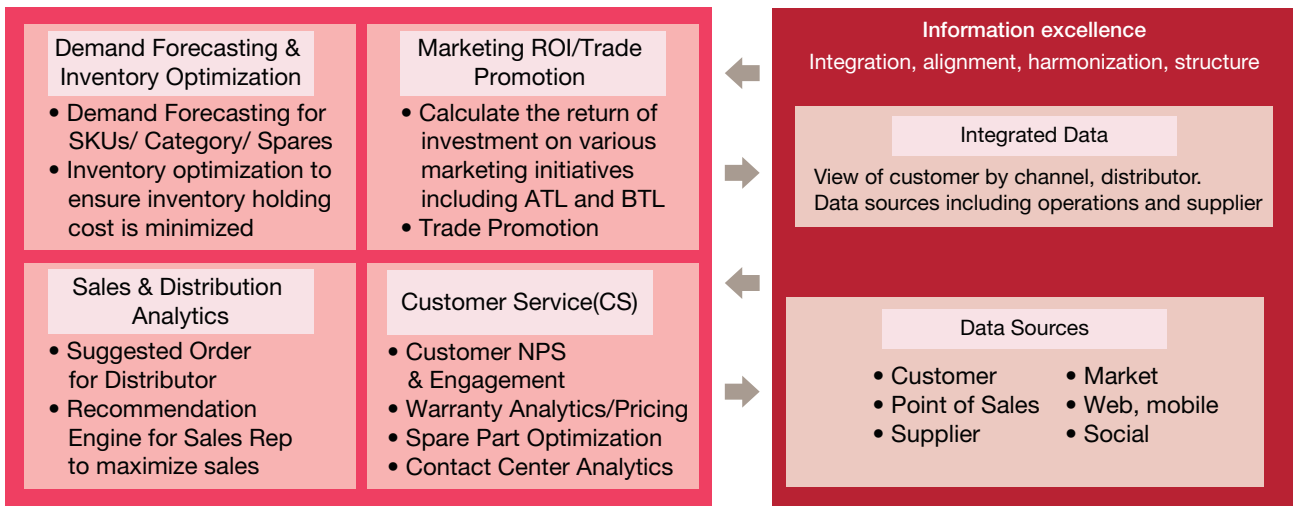 Demand Forecasting &
Inventory Optimization
• Demand Forecasting for
SKUs/ Category/ Spares
• Inventory optimization to
ensure inventory holding
cost is minimized
Marketing ROI/Trade
Promotion
• Calculate the return of
investment on various
marketing initiatives
including ATL and BTL
• Trade Promotion
Sales & Distribution
Analytics
• Suggested Order
for Distributor
• Recommendation
Engine for Sales Rep
to maximize sales
Customer Service(CS)
• Customer NPS
& Engagement
• Warranty Analytics/Pricing
• Spare Part Optimization
• Contact Center Analytics
Information excellence
Integration, alignment, harmonization, structure
Integrated Data
View of customer by channel, distributor.
Data sources including operations and supplier
Data Sources
• Customer
• Point of Sales
• Supplier
• Market
• Web, mobile
• Social